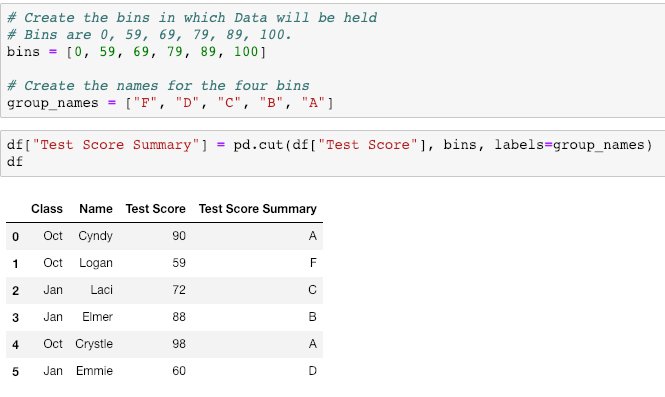 # Create the bins in which Data will be held
# Bins are 0, 59, 69, 79, 89, 100.
bins = [0, 59, 69, 79, 89, 100]
# Create the names for the four bins
group_names = ["F", "D", "C", "B", "A"]
df["Test Score Summary"] = pd.cut(df["Test Score"], bins, labels=group_names)
df
Class Name Test Score Test Score Summary
0 Oct Cyndy 90 A
1 Oct Logan 59 F
2 Jan Laci 72 C
3 Jan Elmer 88 B
4 Oct Crystle 98 A
5 Jan Emmie 60 D